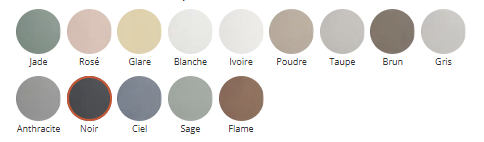 Jade Rosé Glare Blanche Ivoire Poudre Taupe Brun Gris
Anthracite Noir Ciel Sage Flame